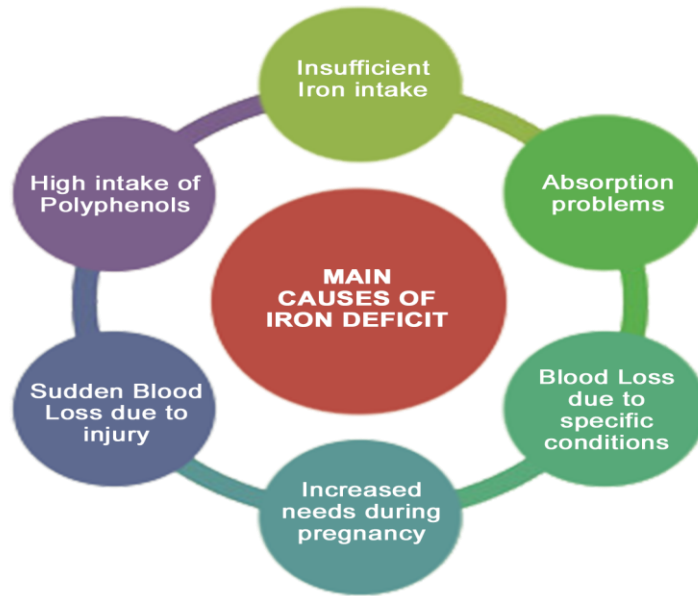 Insufficient
Iron intake
Absorption
problems
Blood Loss
due to
specific
conditions
Increased
needs during
pregnancy
Sudden Blood
Loss due to
injury
High intake of
Polyphenols
MAIN
CAUSES OF
IRON DEFICIT